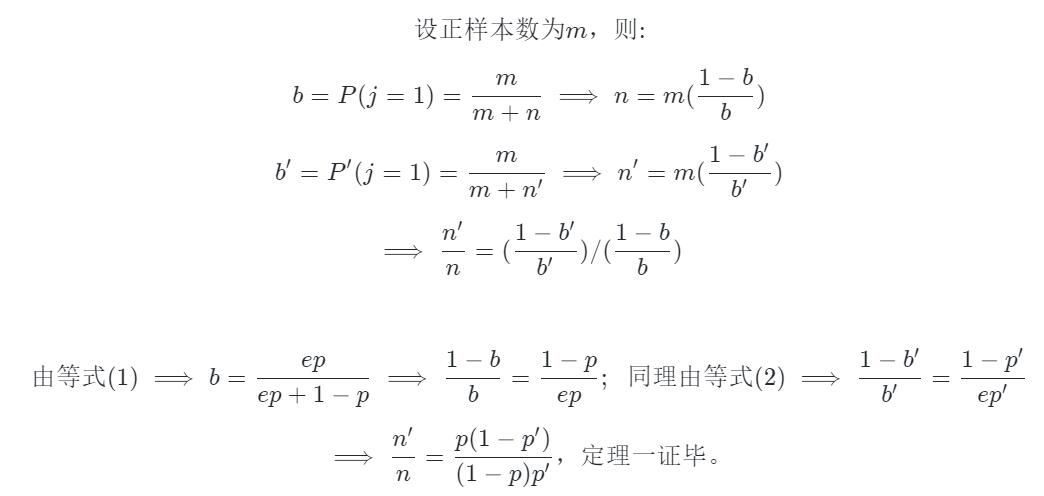 设正样本数为$m$，则:
$b = P(j = 1) = \frac{m}{m + n} \implies n = m(\frac{1 - b}{b})$
$b' = P'(j = 1) = \frac{m}{m + n'} \implies n' = m(\frac{1 - b'}{b'})$
$\implies \frac{n'}{n} = (\frac{1 - b'}{b'})/(\frac{1 - b}{b})$
由等式(1) $\implies b = \frac{ep}{ep + 1 - p} \implies \frac{1 - b}{b} = \frac{1 - p}{ep}$；同理由等式(2) $\implies \frac{1 - b'}{b'} = \frac{1 - p'}{ep'}$
$\implies \frac{n'}{n} = \frac{p(1 - p')}{(1 - p)p'}$，定理一证毕。